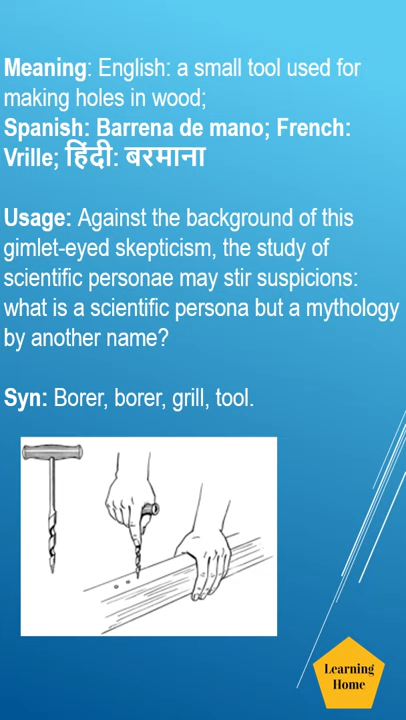 Meaning: English: a small tool used for
making holes in wood;
Spanish: Barrena de mano; French:
Vrille; हिंदी: बरमाना
Usage: Against the background of this
gimlet-eyed skepticism, the study of
scientific personae may stir suspicions:
what is a scientific persona but a mythology
by another name?
Syn: Borer, borer, grill, tool.
Learning
Home